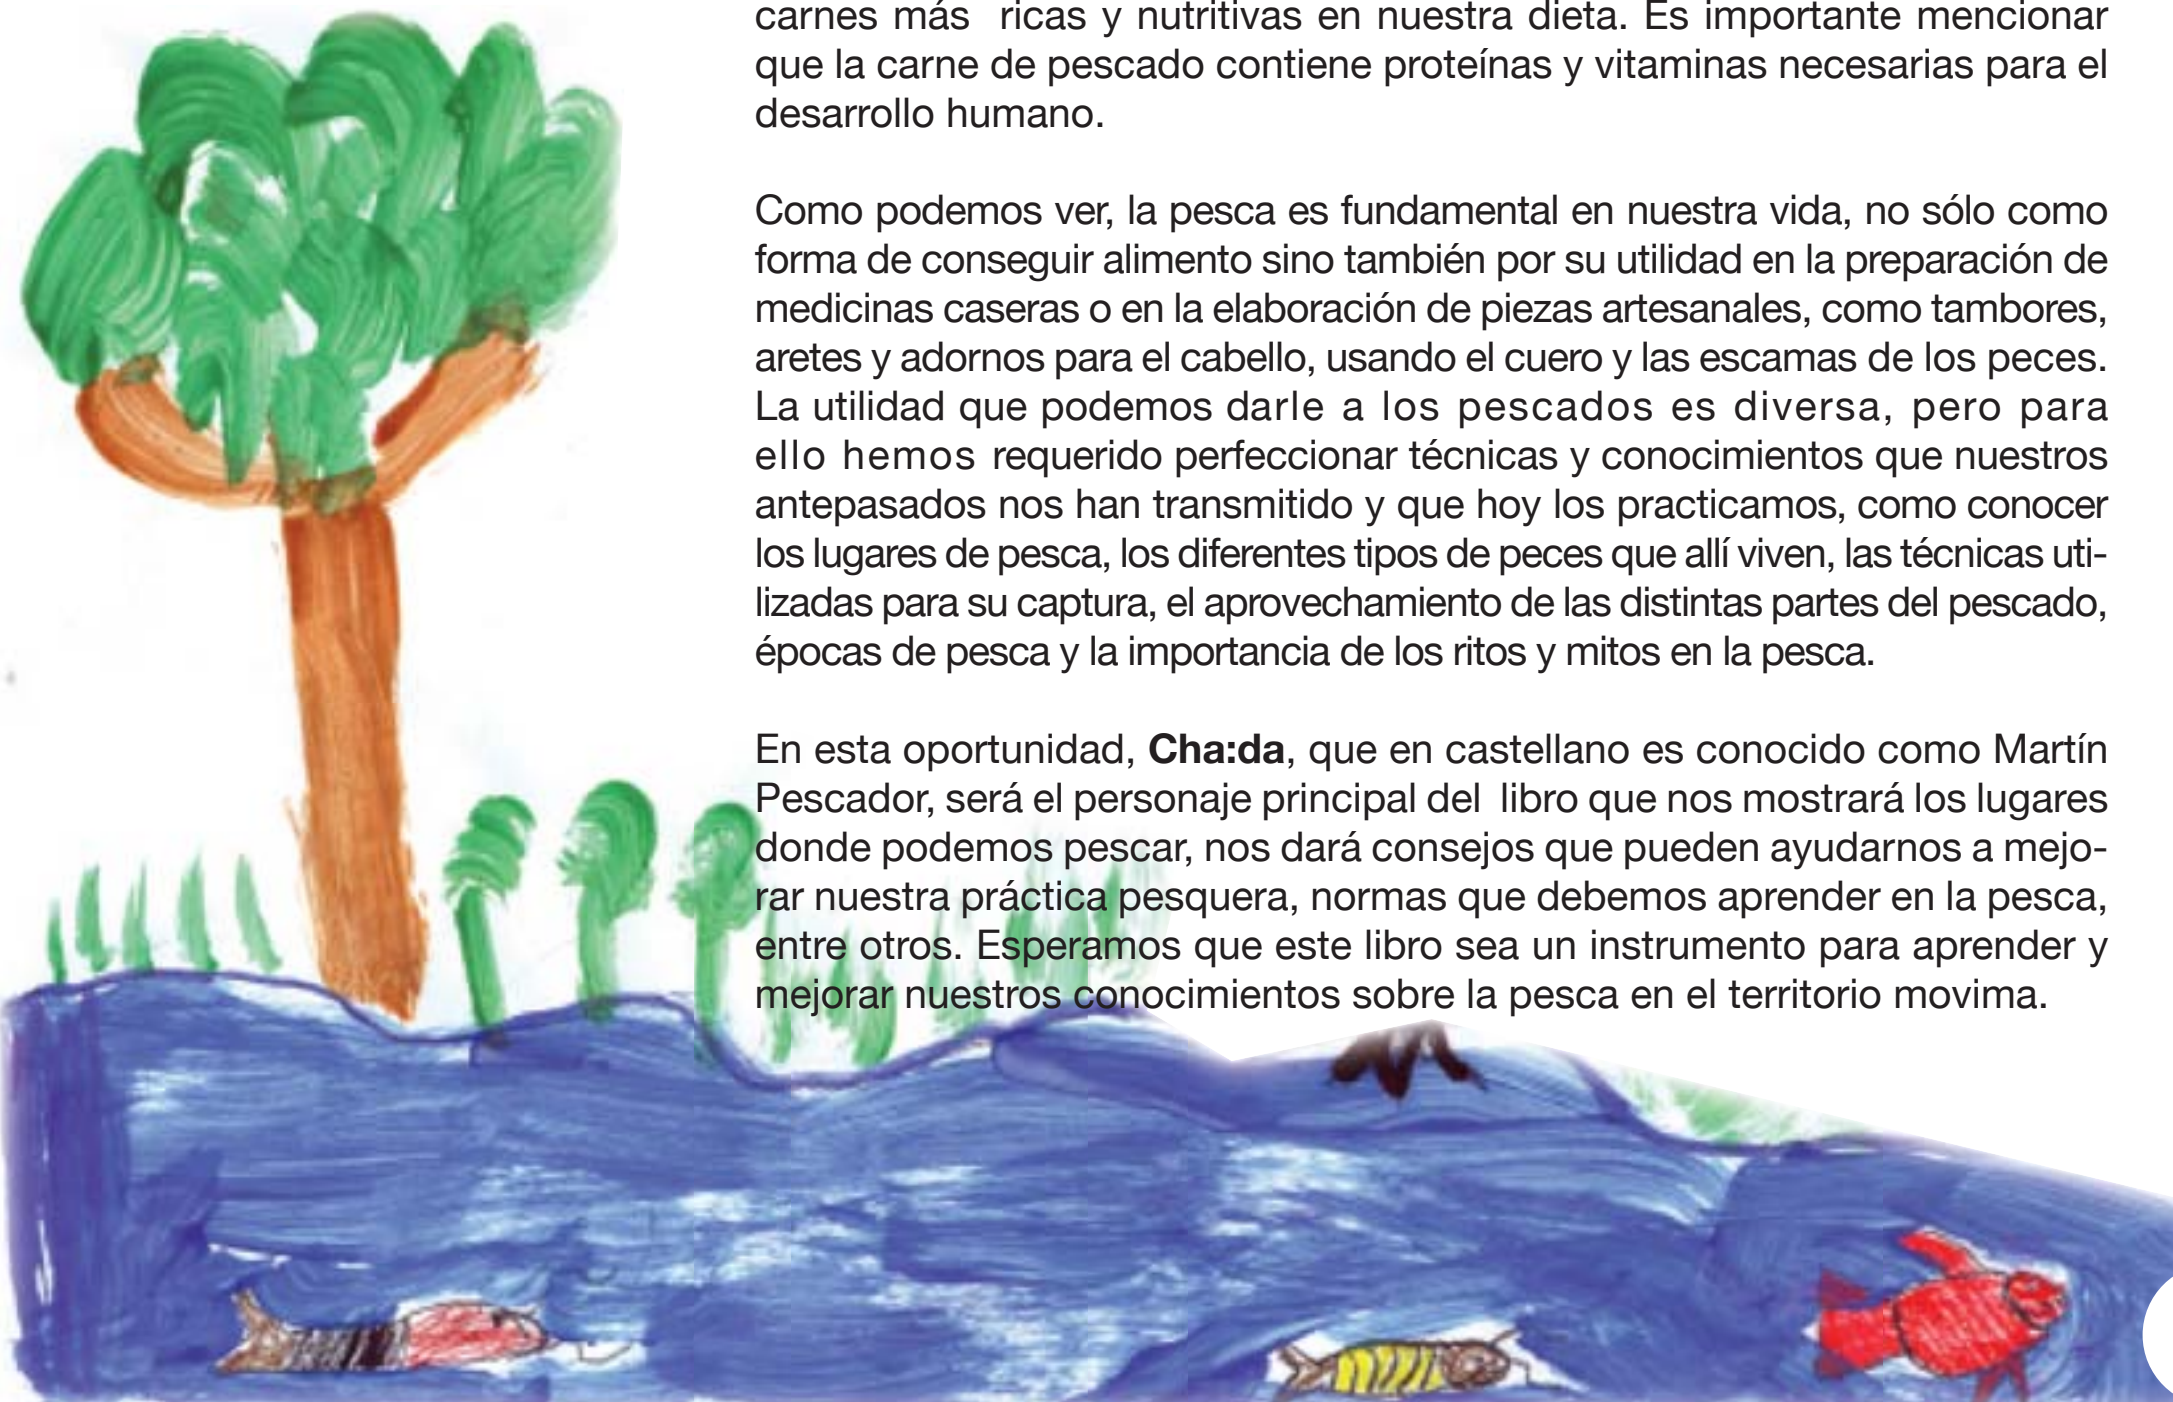 carnes más ricas y nutritivas en nuestra dieta. Es importante mencionar
que la carne de pescado contiene proteínas y vitaminas necesarias para el
desarrollo humano.
Como podemos ver, la pesca es fundamental en nuestra vida, no sólo como
forma de conseguir alimento sino también por su utilidad en la preparación de
medicinas caseras o en la elaboración de piezas artesanales, como tambores,
aretes y adornos para el cabello, usando el cuero y las escamas de los peces.
La utilidad que podemos darle a los pescados es diversa, pero para
ello hemos requerido perfeccionar técnicas y conocimientos que nuestros
antepasados nos han transmitido y que hoy los practicamos, como conocer
los lugares de pesca, los diferentes tipos de peces que allí viven, las técnicas uti-
lizadas para su captura, el aprovechamiento de las distintas partes del pescado,
épocas de pesca y la importancia de los ritos y mitos en la pesca.
En esta oportunidad, Cha:da, que en castellano es conocido como Martín
Pescador, será el personaje principal del libro que nos mostrará los lugares
donde podemos pescar, nos dará consejos que pueden ayudarnos a mejo-
rar nuestra práctica pesquera, normas que debemos aprender en la pesca,
entre otros. Esperamos que este libro sea un instrumento para aprender y
mejorar nuestros conocimientos sobre la pesca en el territorio movima.